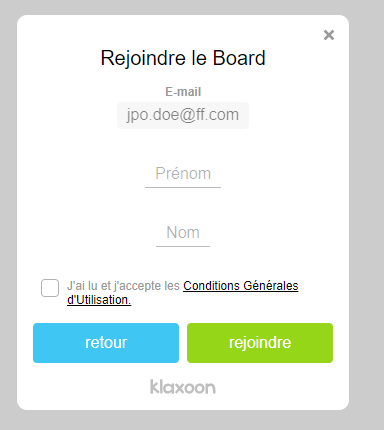 ×
Rejoindre le Board
E-mail
jpo.doe@ff.com
Prénom
Nom
J'ai lu et j'accepte les Conditions Générales
d'Utilisation.
retour
rejoindre
klaxoon